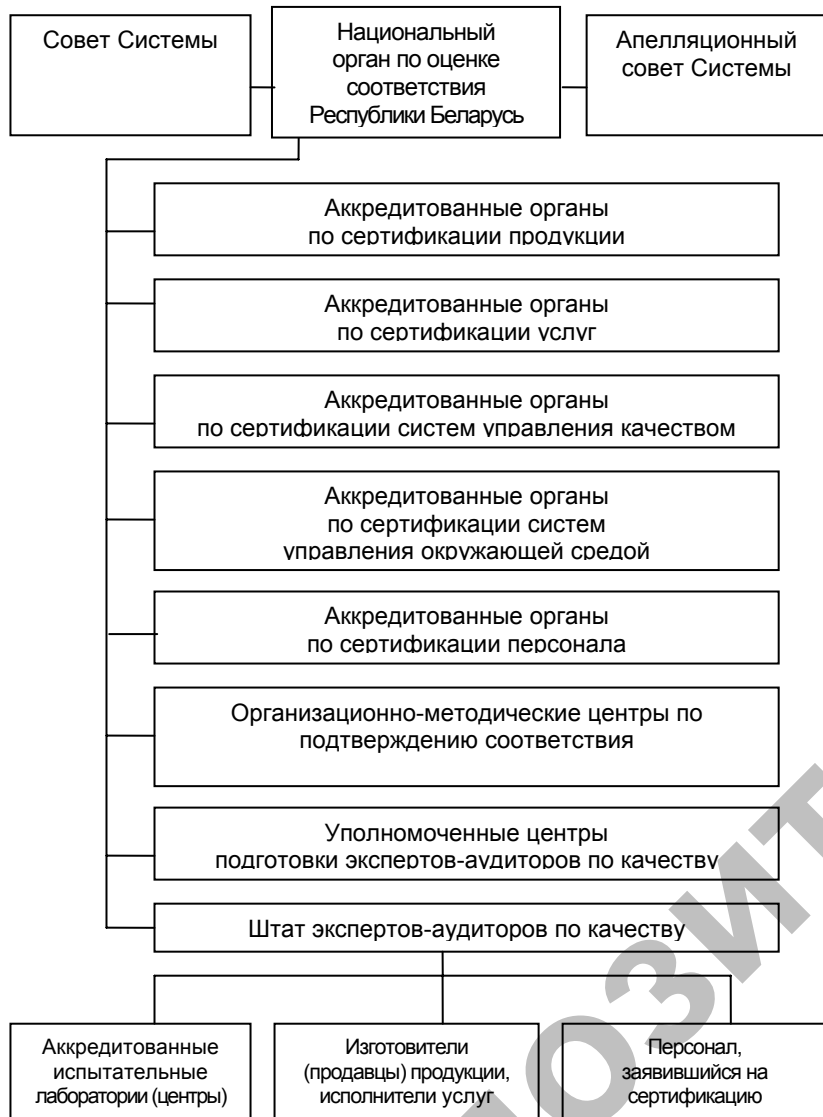 Совет Системы
Национальный
орган по оценке
соответствия
Республики Беларусь
Апелляционный
совет Системы
Аккредитованные органы
по сертификации продукции
Аккредитованные органы
по сертификации услуг
Аккредитованные органы
по сертификации систем управления качеством
Аккредитованные органы
по сертификации систем
управления окружающей средой
Аккредитованные органы
по сертификации персонала
Организационно-методические центры по
подтверждению соответствия
Уполномоченные центры
подготовки экспертов-аудиторов по качеству
Штат экспертов-аудиторов по качеству
Аккредитованные
испытательные
лаборатории (центры)
Изготовители
(продавцы) продукции,
исполнители услуг
Персонал,
заявившийся на
сертификацию